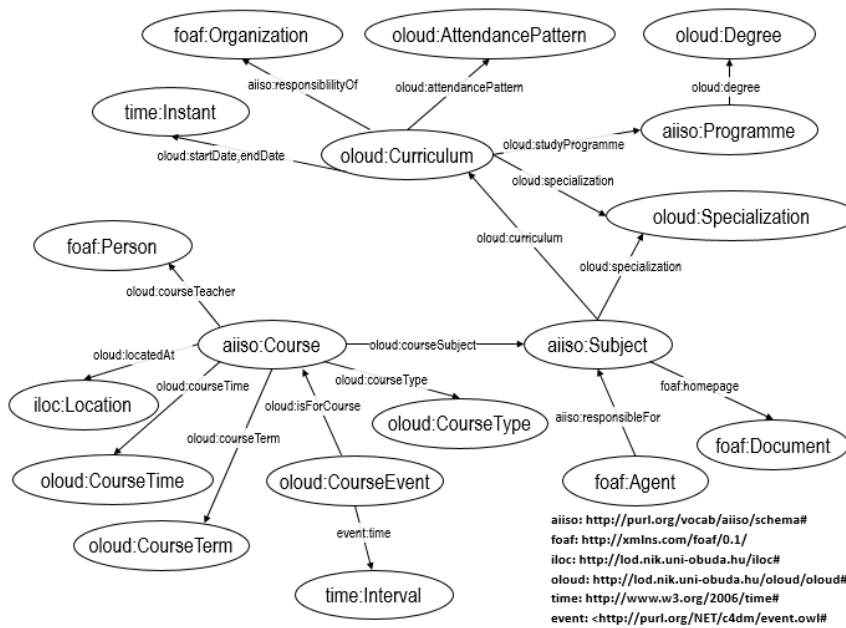 foaf:Organization
oloud:AttendancePattern
oloud:Degree
aiiso:responsiblilityOf
oloud:attendancePattern
oloud:degree
time:Instant
aiiso:Programme
oloud:startDate,endDate
oloud:Curriculum
oloud:studyProgramme
oloud:specialization
oloud:Specialization
oloud:curriculum
foaf:Person
oloud:specialization
oloud:courseTeacher
aiiso:Course
oloud:courseSubject
aiiso:Subject
oloud:locatedAt
oloud:courseTime
oloud:courseType
foaf:homepage
iloc:Location
oloud:isForCourse
oloud:CourseType
aiiso:responsibleFor
oloud:courseTerm
foaf:Document
oloud:CourseTime
oloud:CourseEvent
foaf:Agent
oloud:CourseTerm
event:time
time:Interval
aiiso: http://purl.org/vocab/aiiso/schema#
foaf: http://xmlns.com/foaf/0.1/
iloc: http://lod.nik.uni-obuda.hu/iloc#
oloud: http://lod.nik.uni-obuda.hu/oloud/oloud#
time: http://www.w3.org/2006/time#
event: <http://purl.org/NET/c4dm/event.owl#